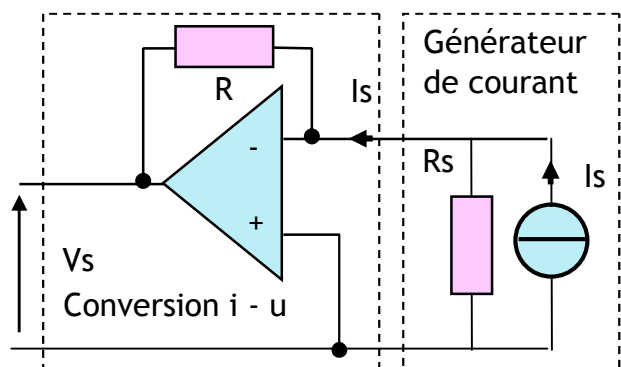 Générateur
de courant
R
Is
-
Rs
Is
+
Vs
Conversion i - u